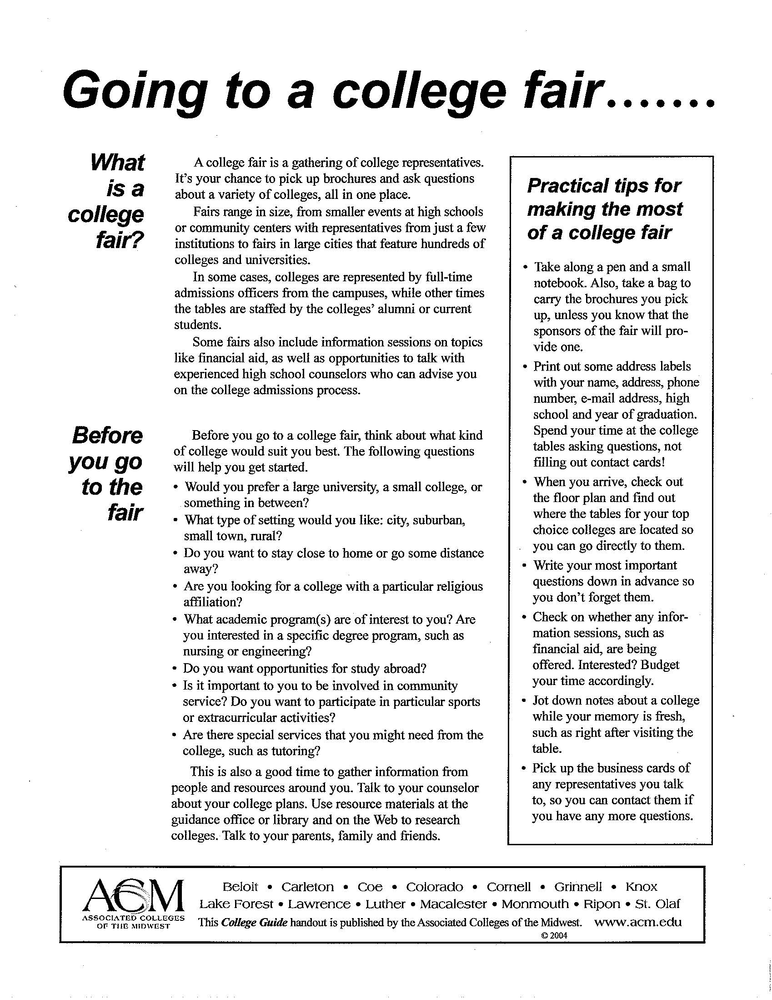 Going to a college fair.......
What
is a
college
fair?
A college fair is a gathering of college representatives.
It's your chance to pick up brochures and ask questions
about a variety of colleges, all in one place.
Fairs range in size, from smaller events at high schools
or community centers with representatives from just a few
institutions to fairs in large cities that feature hundreds of
colleges and universities.
In some cases, colleges are represented by full-time
admissions officers from the campuses, while other times
the tables are staffed by the colleges' alumni or current
students.
Some fairs also include information sessions on topics
like financial aid, as well as opportunities to talk with
experienced high school counselors who can advise you
on the college admissions process.
Before
you go
to the
fair
Before you go to a college fair, think about what kind
of college would suit you best. The following questions
will help you get started.
• Would you prefer a large university, a small college, or
something in between?
• What type of setting would you like: city, suburban,
small town, rural?
• Do you want to stay close to home or go some distance
away?
• Are you looking for a college with a particular religious
affiliation?
• What academic program(s) are of interest to you? Are
you interested in a specific degree program, such as
nursing or engineering?
• Do you want opportunities for study abroad?
• Is it important to you to be involved in community
service? Do you want to participate in particular sports
or extracurricular activities?
• Are there special services that you might need from the
college, such as tutoring?
This is also a good time to gather information from
people and resources around you. Talk to your counselor
about your college plans. Use resource materials at the
guidance office or library and on the Web to research
colleges. Talk to your parents, family and friends.
Practical tips for
making the most
of a college fair
• Take along a pen and a small
notebook. Also, take a bag to
carry the brochures you pick
up, unless you know that the
sponsors of the fair will pro-
vide one.
• Print out some address labels
with your name, address, phone
number, e-mail address, high
school and year of graduation.
Spend your time at the college
tables asking questions, not
filling out contact cards!
• When you arrive, check out
the floor plan and find out
where the tables for your top
choice colleges are located so
you can go directly to them.
• Write your most important
questions down in advance so
you don't forget them.
• Check on whether any infor-
mation sessions, such as
financial aid, are being
offered. Interested? Budget
your time accordingly.
• Jot down notes about a college
while your memory is fresh,
such as right after visiting the
table.
• Pick up the business cards of
any representatives you talk
to, so you can contact them if
you have any more questions.
ACM
ASSOCIATED COLLEGES
OF THE MIDWEST
Beloit • Carleton • Coe • Colorado • Cornell • Grinnell • Knox
Lake Forest • Lawrence • Luther • Macalester • Monmouth • Ripon • St. Olaf
This College Guide handout is published by the Associated Colleges of the Midwest. www.acm.edu
© 2004